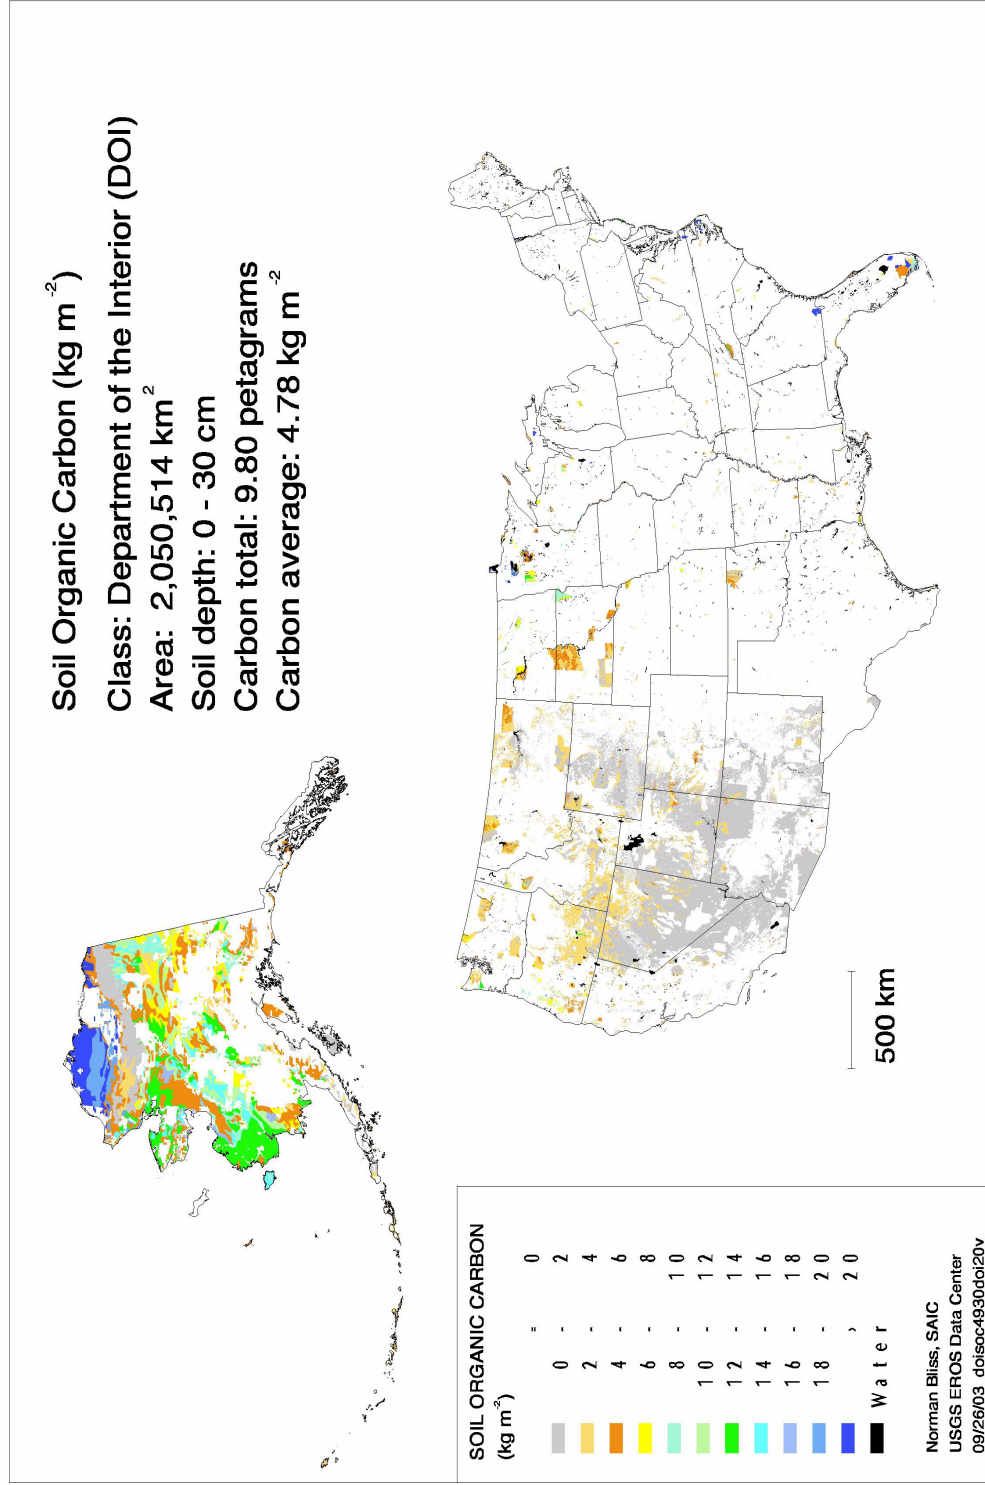 Soil Organic Carbon (kg m-2)
Class: Department of the Interior (DOI)
Area: 2,050,514 km2
Soil depth: 0 - 30 cm
Carbon total: 9.80 petagrams
Carbon average: 4.78 kg m-2
500 km
SOIL ORGANIC CARBON
(kg m-2)
= 0
0 - 2
2 - 4
4 - 6
6 - 8
8 - 10
10 - 12
12 - 14
14 - 16
16 - 18
18 - 20
> 20
Water
Norman Bliss, SAIC
USGS EROS Data Center
09/26/03 doisoc4930doi20v